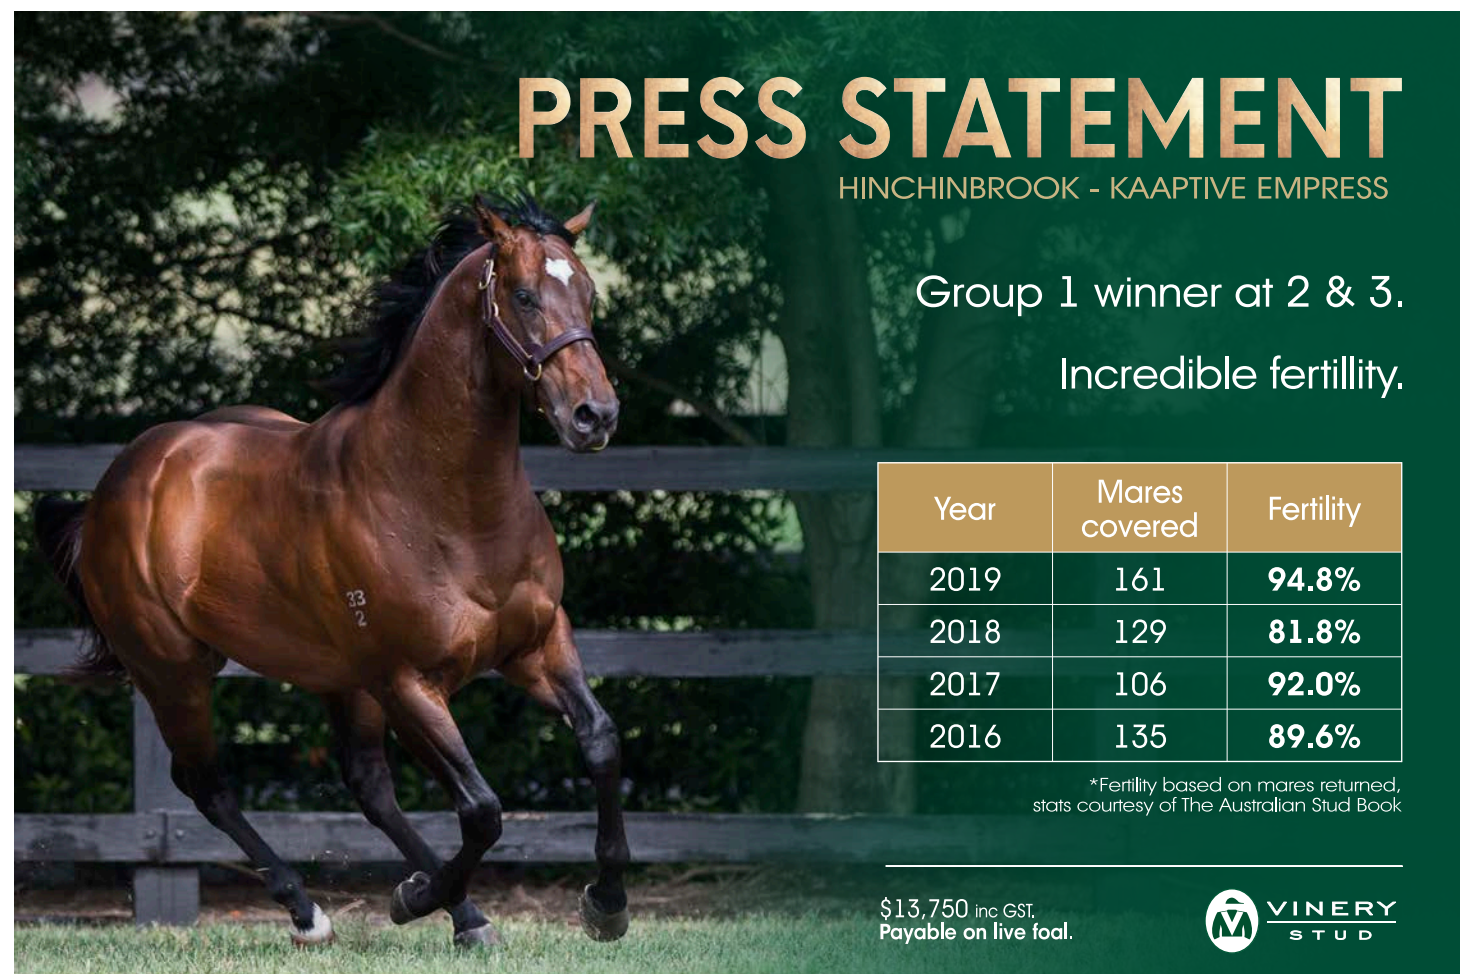 PRESS STATEMENT
HINCHINBROOK - KAAPTIVE EMPRESS
Group 1 winner at 2 & 3.
Incredible fertillity.
Year Mares covered Fertility
2019 161 94.8%
2018 129 81.8%
2017 106 92.0%
2016 135 89.6%
*Fertility based on mares returned,
stats courtesy of The Australian Stud Book
$13,750 inc GST.
Payable on live foal.
VINERY
STUD
33
2